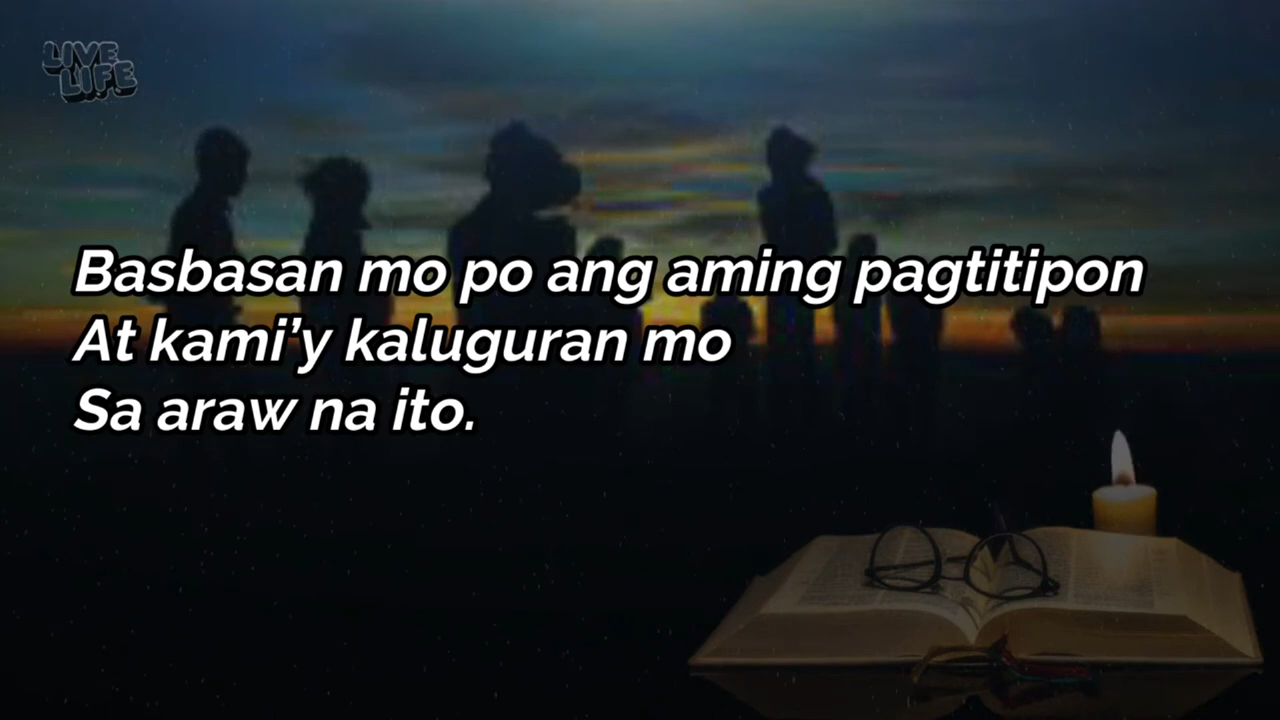 LIVE
LIFE
Basbasan mo po ang aming pagtitipon
At kami’y kaluguran mo
Sa araw na ito.